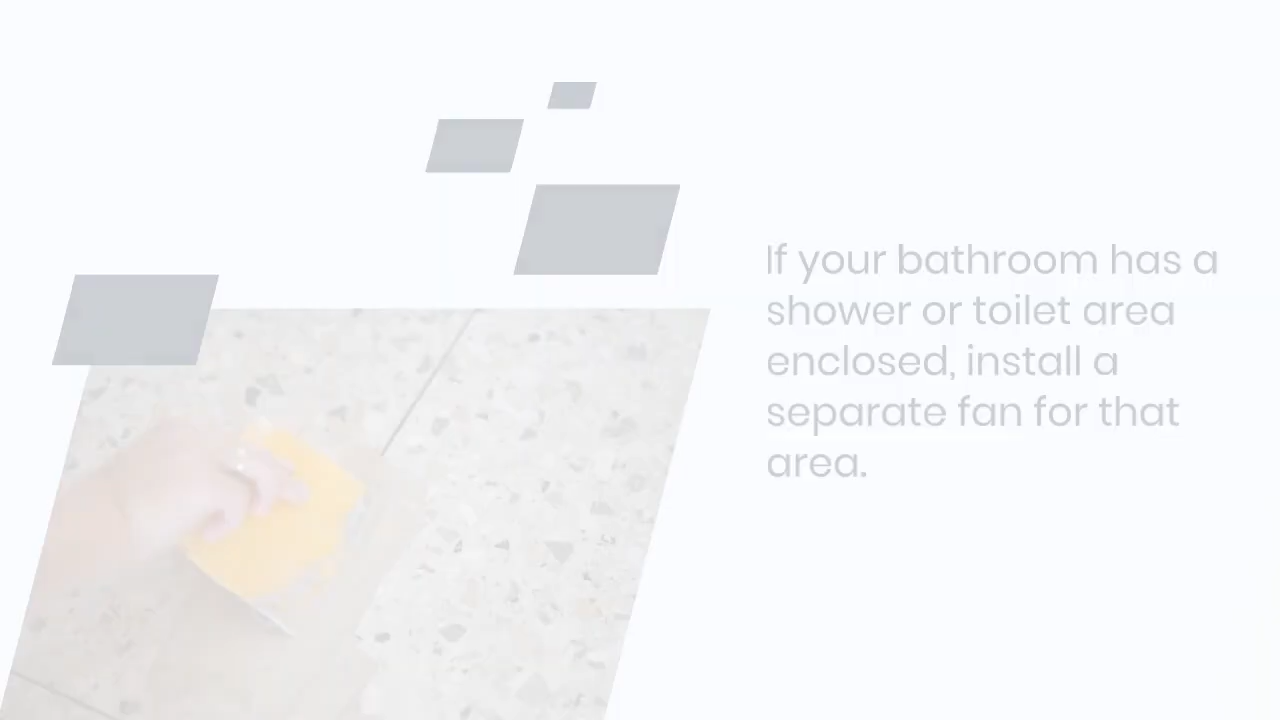 If your bathroom has a
shower or toilet area
enclosed, install a
separate fan for that
area.